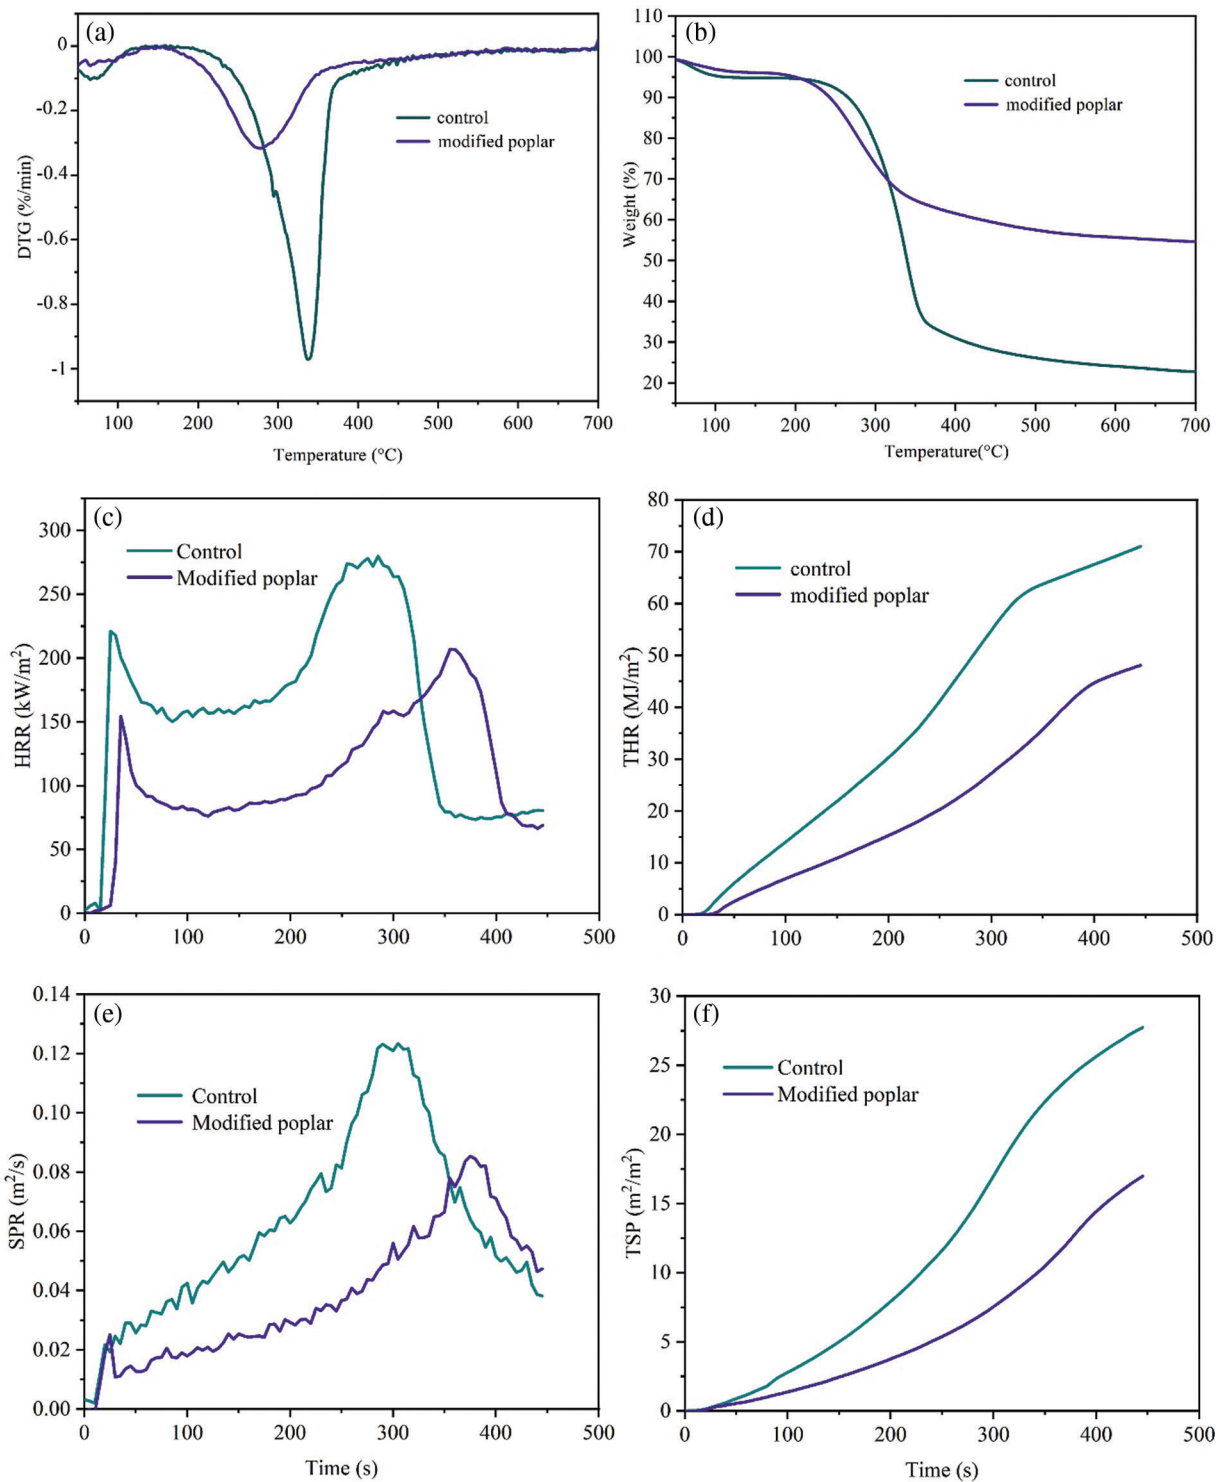 (a)
0
-0.2
-0.4
-0.6
-0.8
-1
DTG (%/min)
control
modified poplar
100 200 300 400 500 600 700
Temperature (°C)
(b)
110
100
90
80
70
60
50
40
30
20
Weight (%)
control
modified poplar
100 200 300 400 500 600 700
Temperature(°C)
(c)
300
250
200
150
100
50
0
HRR (kW/m²)
Control
Modified poplar
0 100 200 300 400 500
(d)
80
70
60
50
40
30
20
10
0
THR (MJ/m²)
control
modified poplar
0 100 200 300 400 500
(e)
0.14
0.12
0.10
0.08
0.06
0.04
0.02
0.00
SPR (m²/s)
Control
Modified poplar
0 100 200 300 400 500
Time (s)
(f)
30
25
20
15
10
5
0
TSP (m²/m²)
Control
Modified poplar
0 100 200 300 400 500
Time (s)